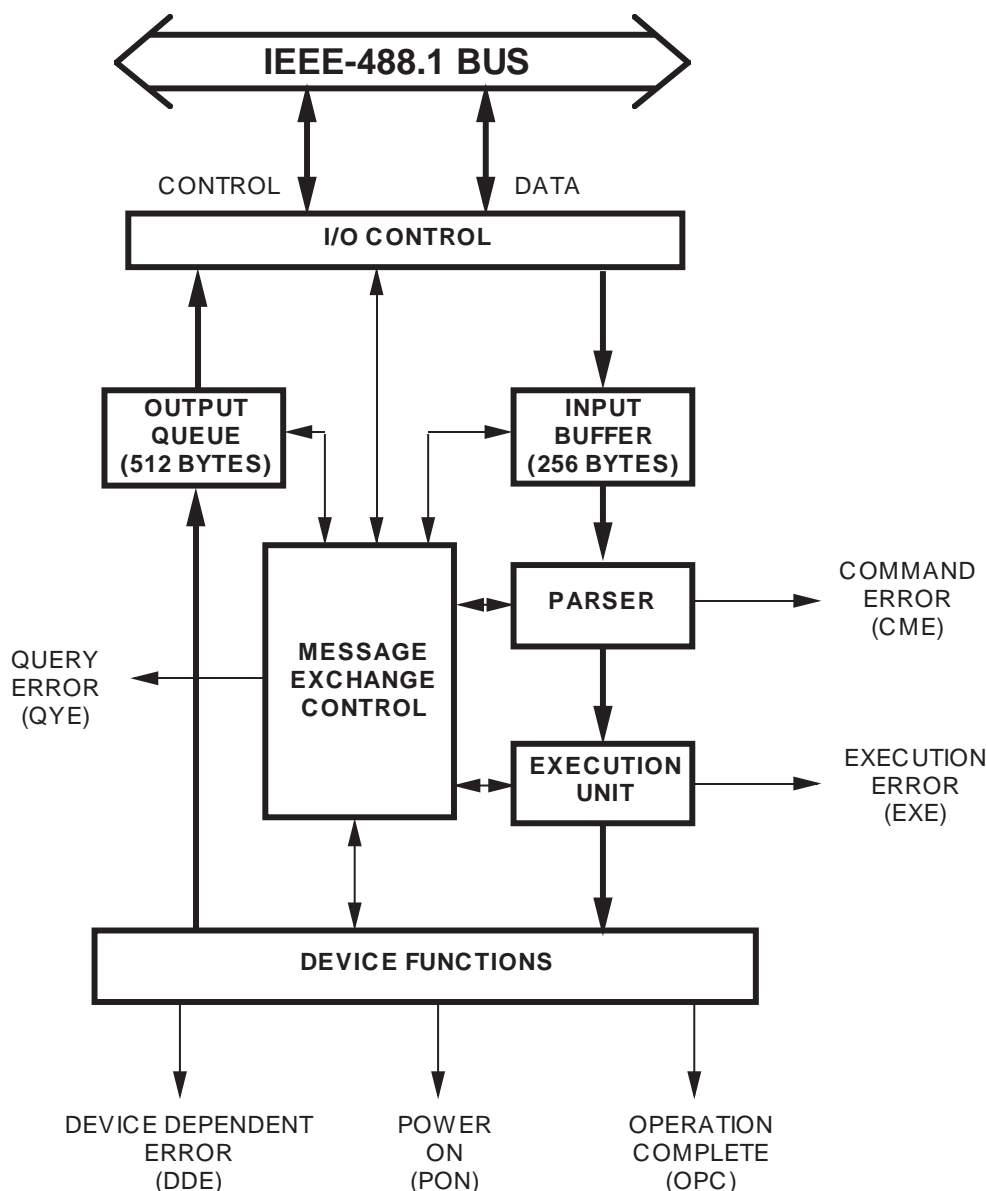 IEEE-488.1 BUS
CONTROL
DATA
I/O CONTROL
OUTPUT
QUEUE
(512 BYTES)
INPUT
BUFFER
(256 BYTES)
PARSER
COMMAND
ERROR
(CME)
MESSAGE
EXCHANGE
CONTROL
QUERY
ERROR
(QYE)
EXECUTION
UNIT
EXECUTION
ERROR
(EXE)
DEVICE FUNCTIONS
DEVICE DEPENDENT
ERROR
(DDE)
POWER
ON
(PON)
OPERATION
COMPLETE
(OPC)